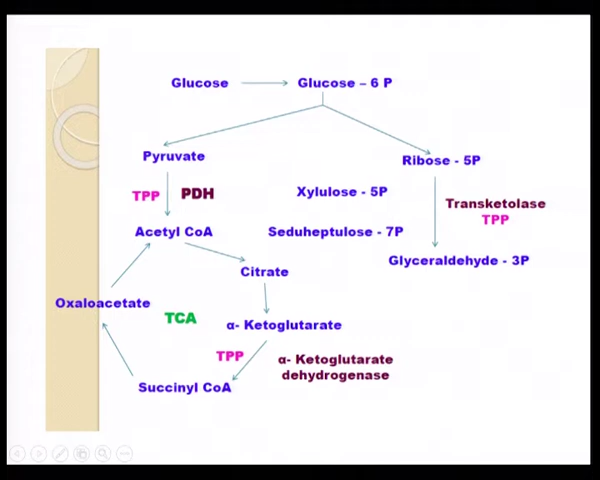 Glucose
Glucose – 6 P
Pyruvate
Ribose - 5P
TPP
PDH
Xylulose - 5P
Transketolase
TPP
Acetyl CoA
Seduheptulose - 7P
Glyceraldehyde - 3P
Citrate
Oxaloacetate
TCA
α- Ketoglutarate
TPP
α- Ketoglutarate
dehydrogenase
Succinyl CoA